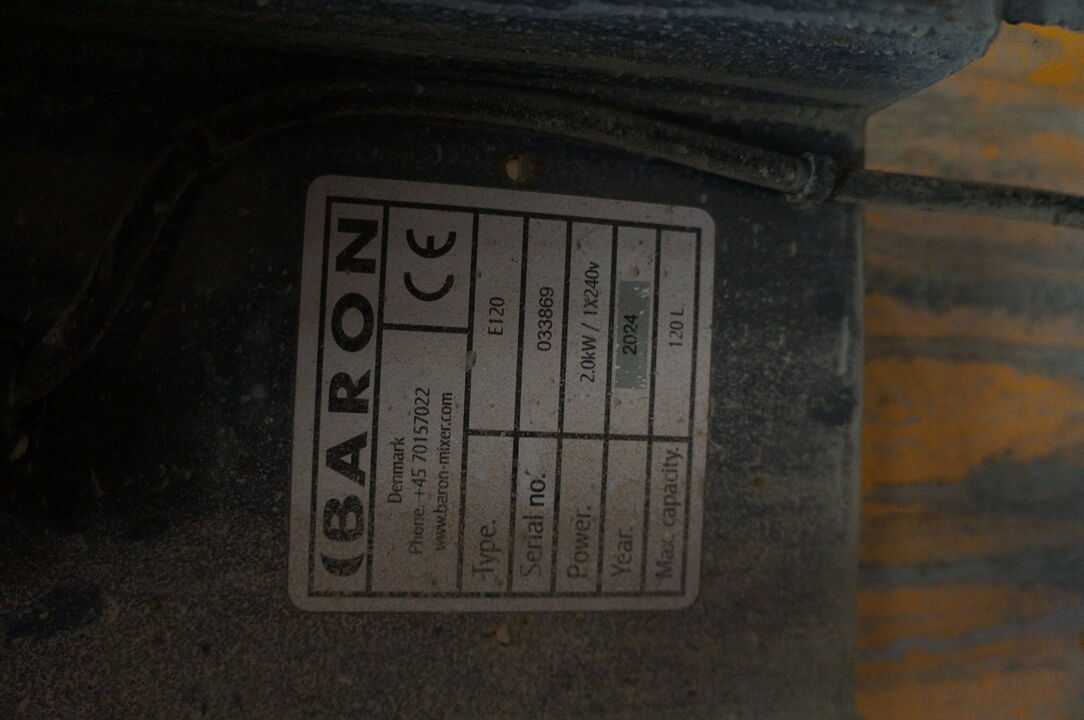 BARON
Denmark
Phone. +45 70157022
www.baron-mixer.com
CE
Type. E120
Serial no. 033869
Power. 2.0kW / 1X240v
Year. 2024
Max. capacity. 120 L